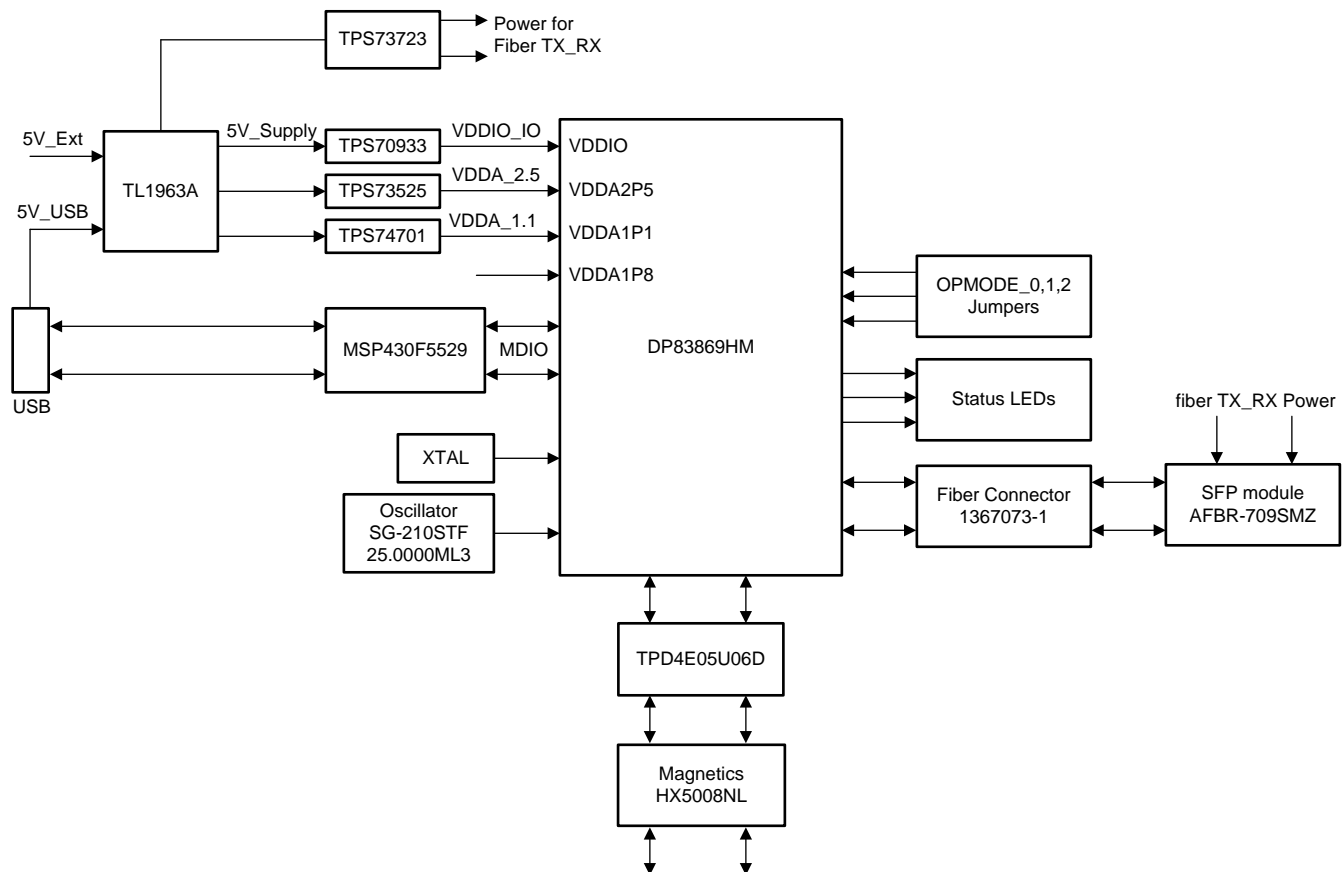 TPS73723
Power for
Fiber TX_RX
5V_Ext
5V_USB
TL1963A
5V_Supply
TPS70933
VDDIO_IO
VDDIO
TPS73525
VDDA_2.5
VDDA2P5
TPS74701
VDDA_1.1
VDDA1P1
VDDA1P8
USB
MSP430F5529
MDIO
DP83869HM
OPMODE_0,1,2
Jumpers
Status LEDs
fiber TX_RX Power
XTAL
Oscillator
SG-210STF
25.0000ML3
Fiber Connector
1367073-1
SFP module
AFBR-709SMZ
TPD4E05U06D
Magnetics
HX5008NL